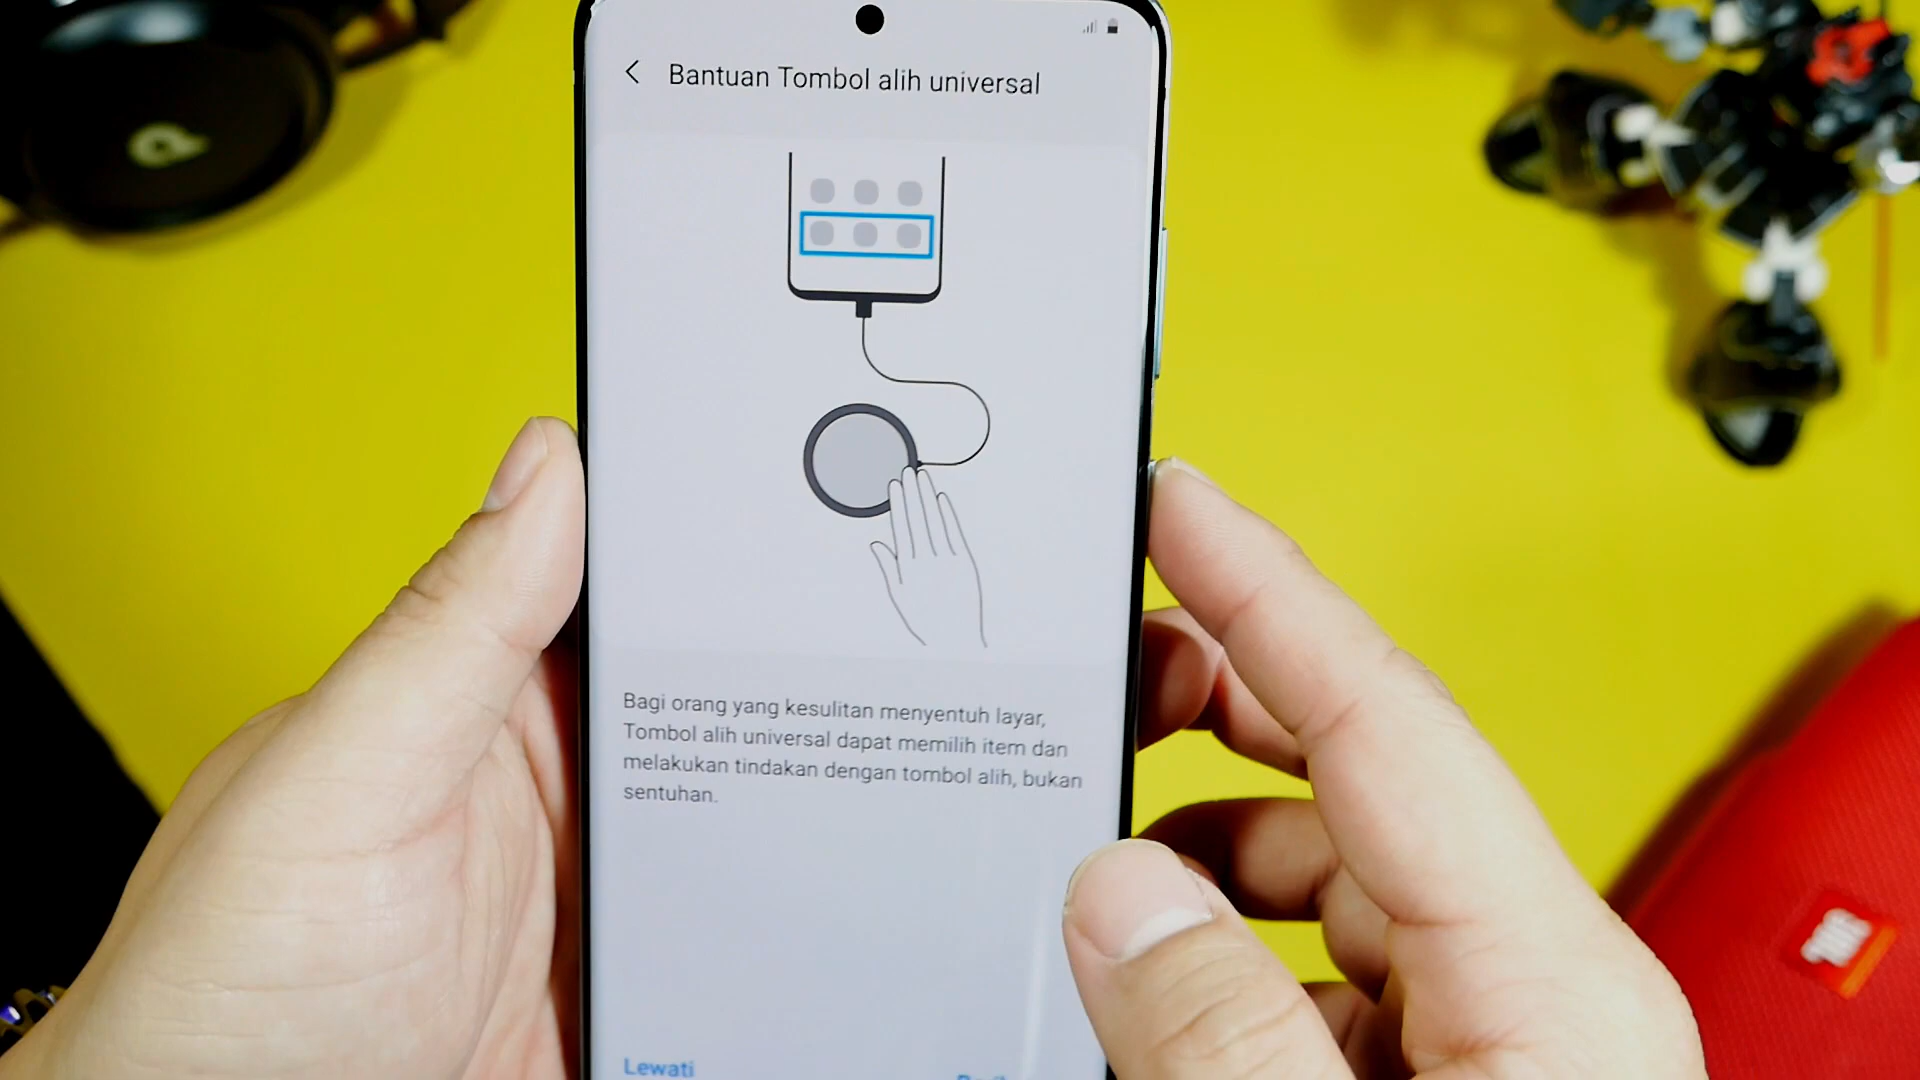 Bantuan Tombol alih universal
Bagi orang yang kesulitan menyentuh layar,
Tombol alih universal dapat memilih item dan
melakukan tindakan dengan tombol alih, bukan
sentuhan.
Lewati
JBL